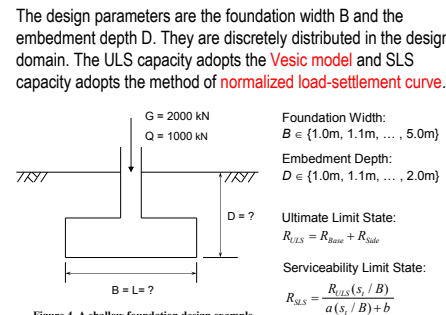 The design parameters are the foundation width B and the
embedment depth D. They are discretely distributed in the design
domain. The ULS capacity adopts the Vesic model and SLS
capacity adopts the method of normalized load-settlement curve.
G = 2000 kN
Q = 1000 kN
D = ?
B = L= ?
Foundation Width:
B ∈ {1.0m, 1.1m, … , 5.0m}
Embedment Depth:
D ∈ {1.0m, 1.1m, … , 2.0m}
Ultimate Limit State:
R_ULS = R_Base + R_Side
Serviceability Limit State:
R_SLS = R_ULS(s_t / B) / a(s_t / B)+b
Figure 4. A shallow foundation design example